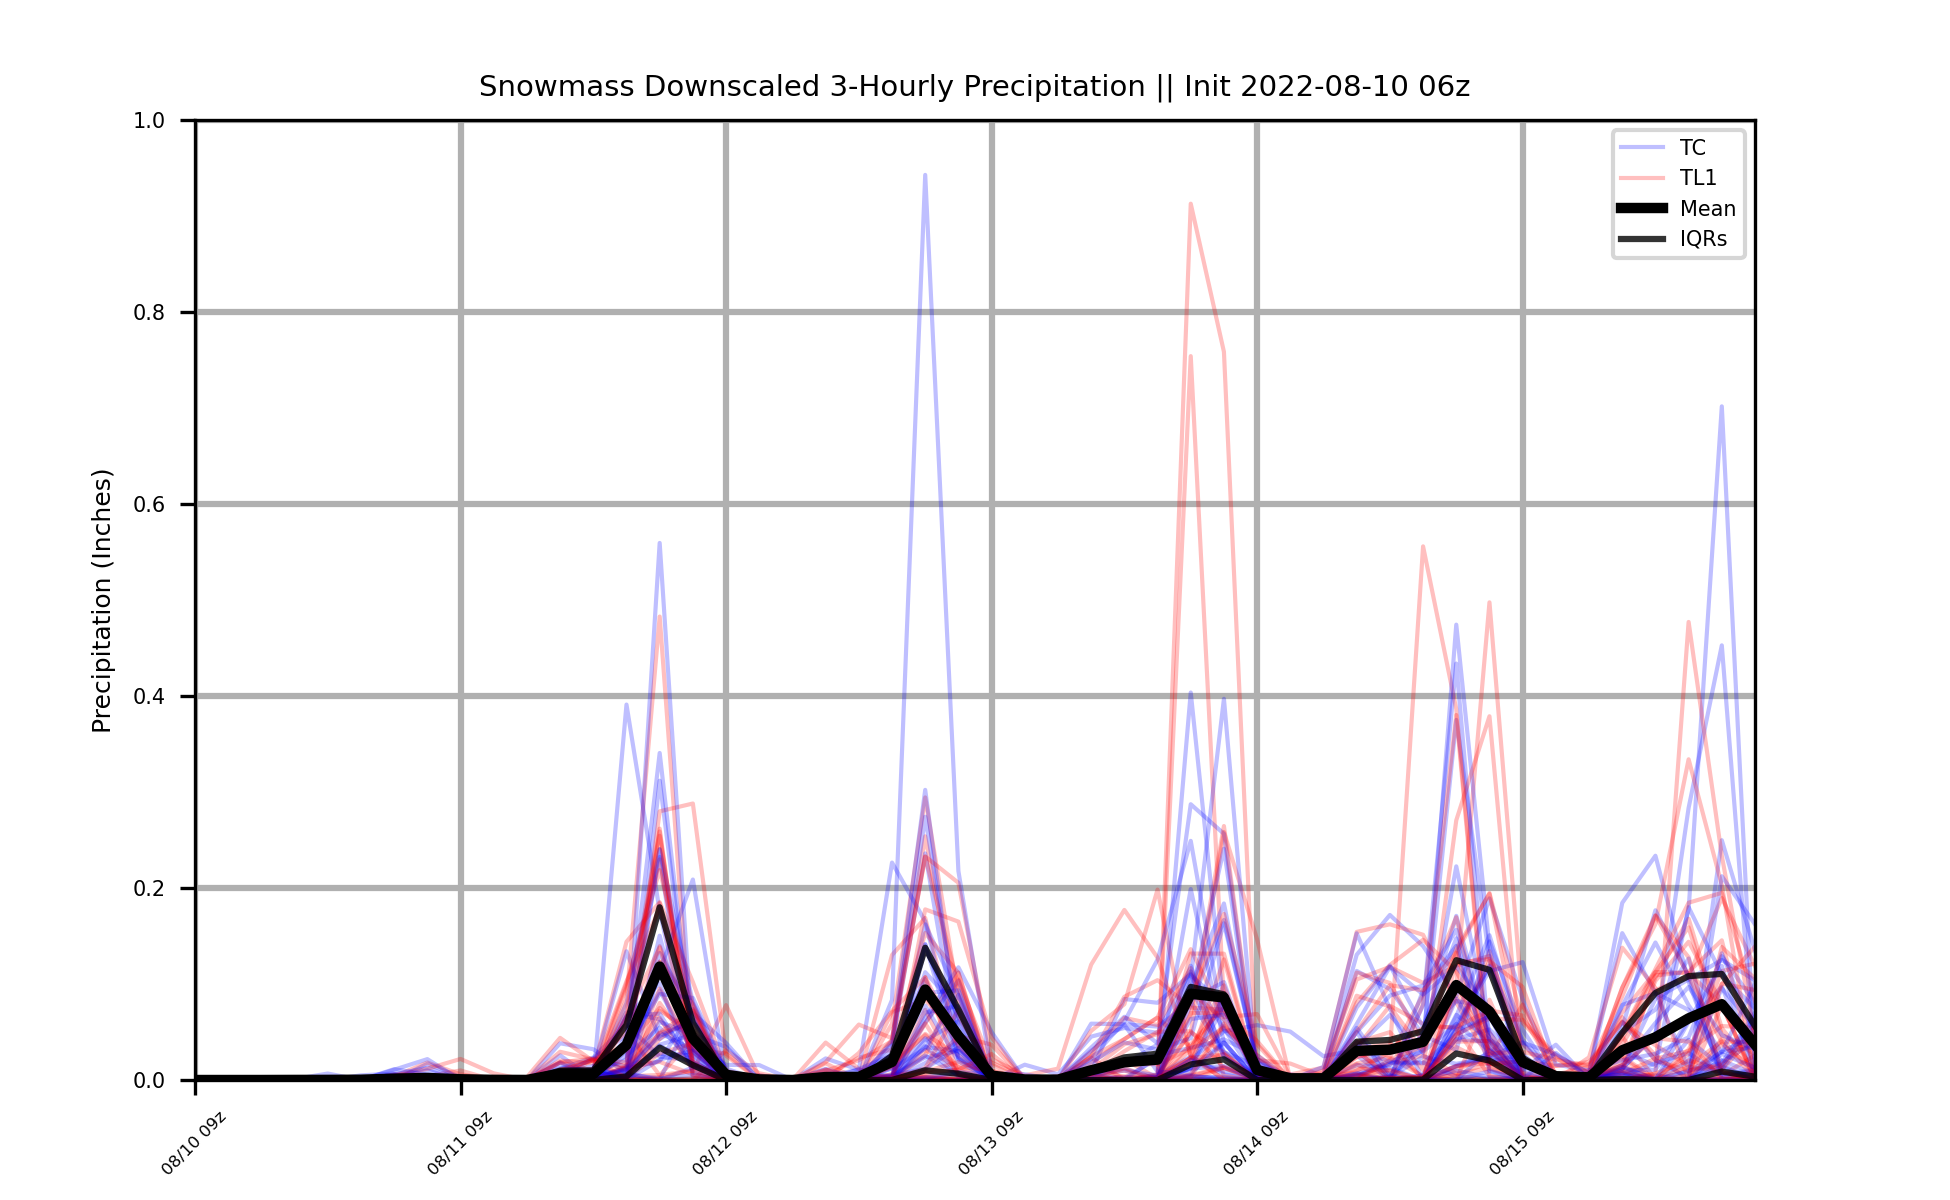 Snowmass Downscaled 3-Hourly Precipitation || Init 2022-08-10 06z
TC
TL1
Mean
IQRs
Precipitation (Inches)
1.0
0.8
0.6
0.4
0.2
0.0
08/10 09z
08/11 09z
08/12 09z
08/13 09z
08/14 09z
08/15 09z